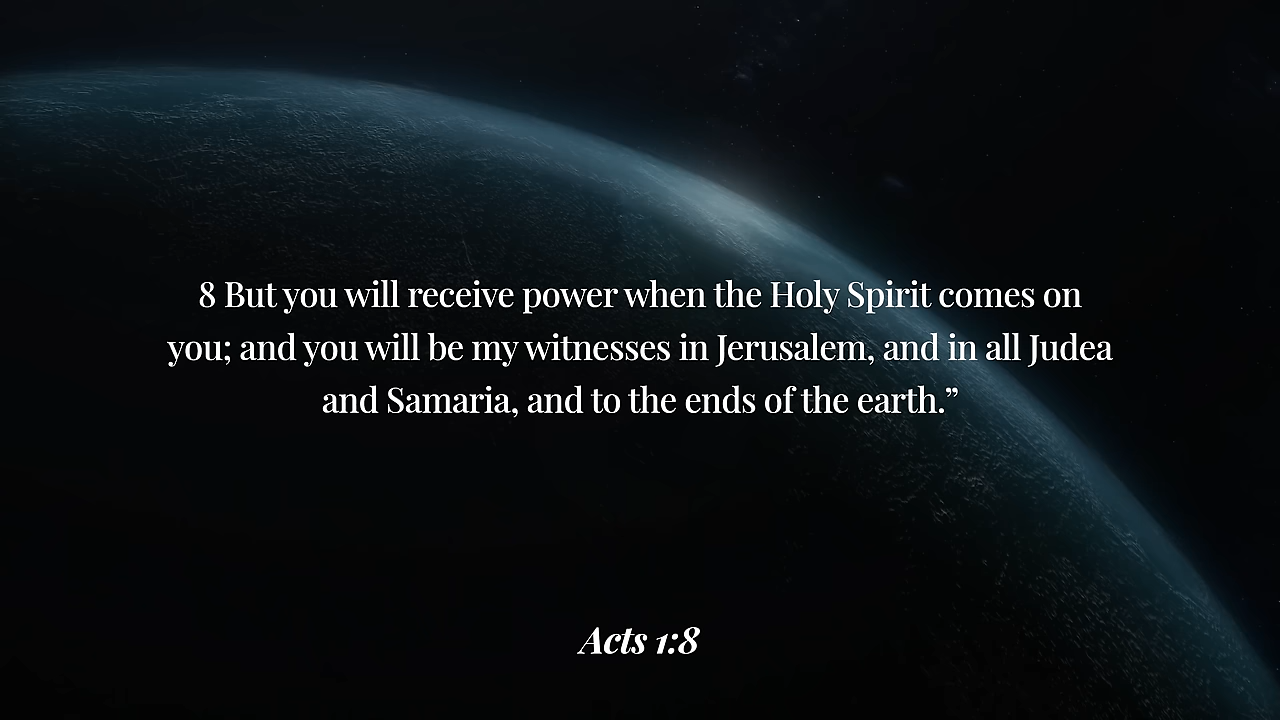 8 But you will receive power when the Holy Spirit comes on
you; and you will be my witnesses in Jerusalem, and in all Judea
and Samaria, and to the ends of the earth.”
Acts 1:8